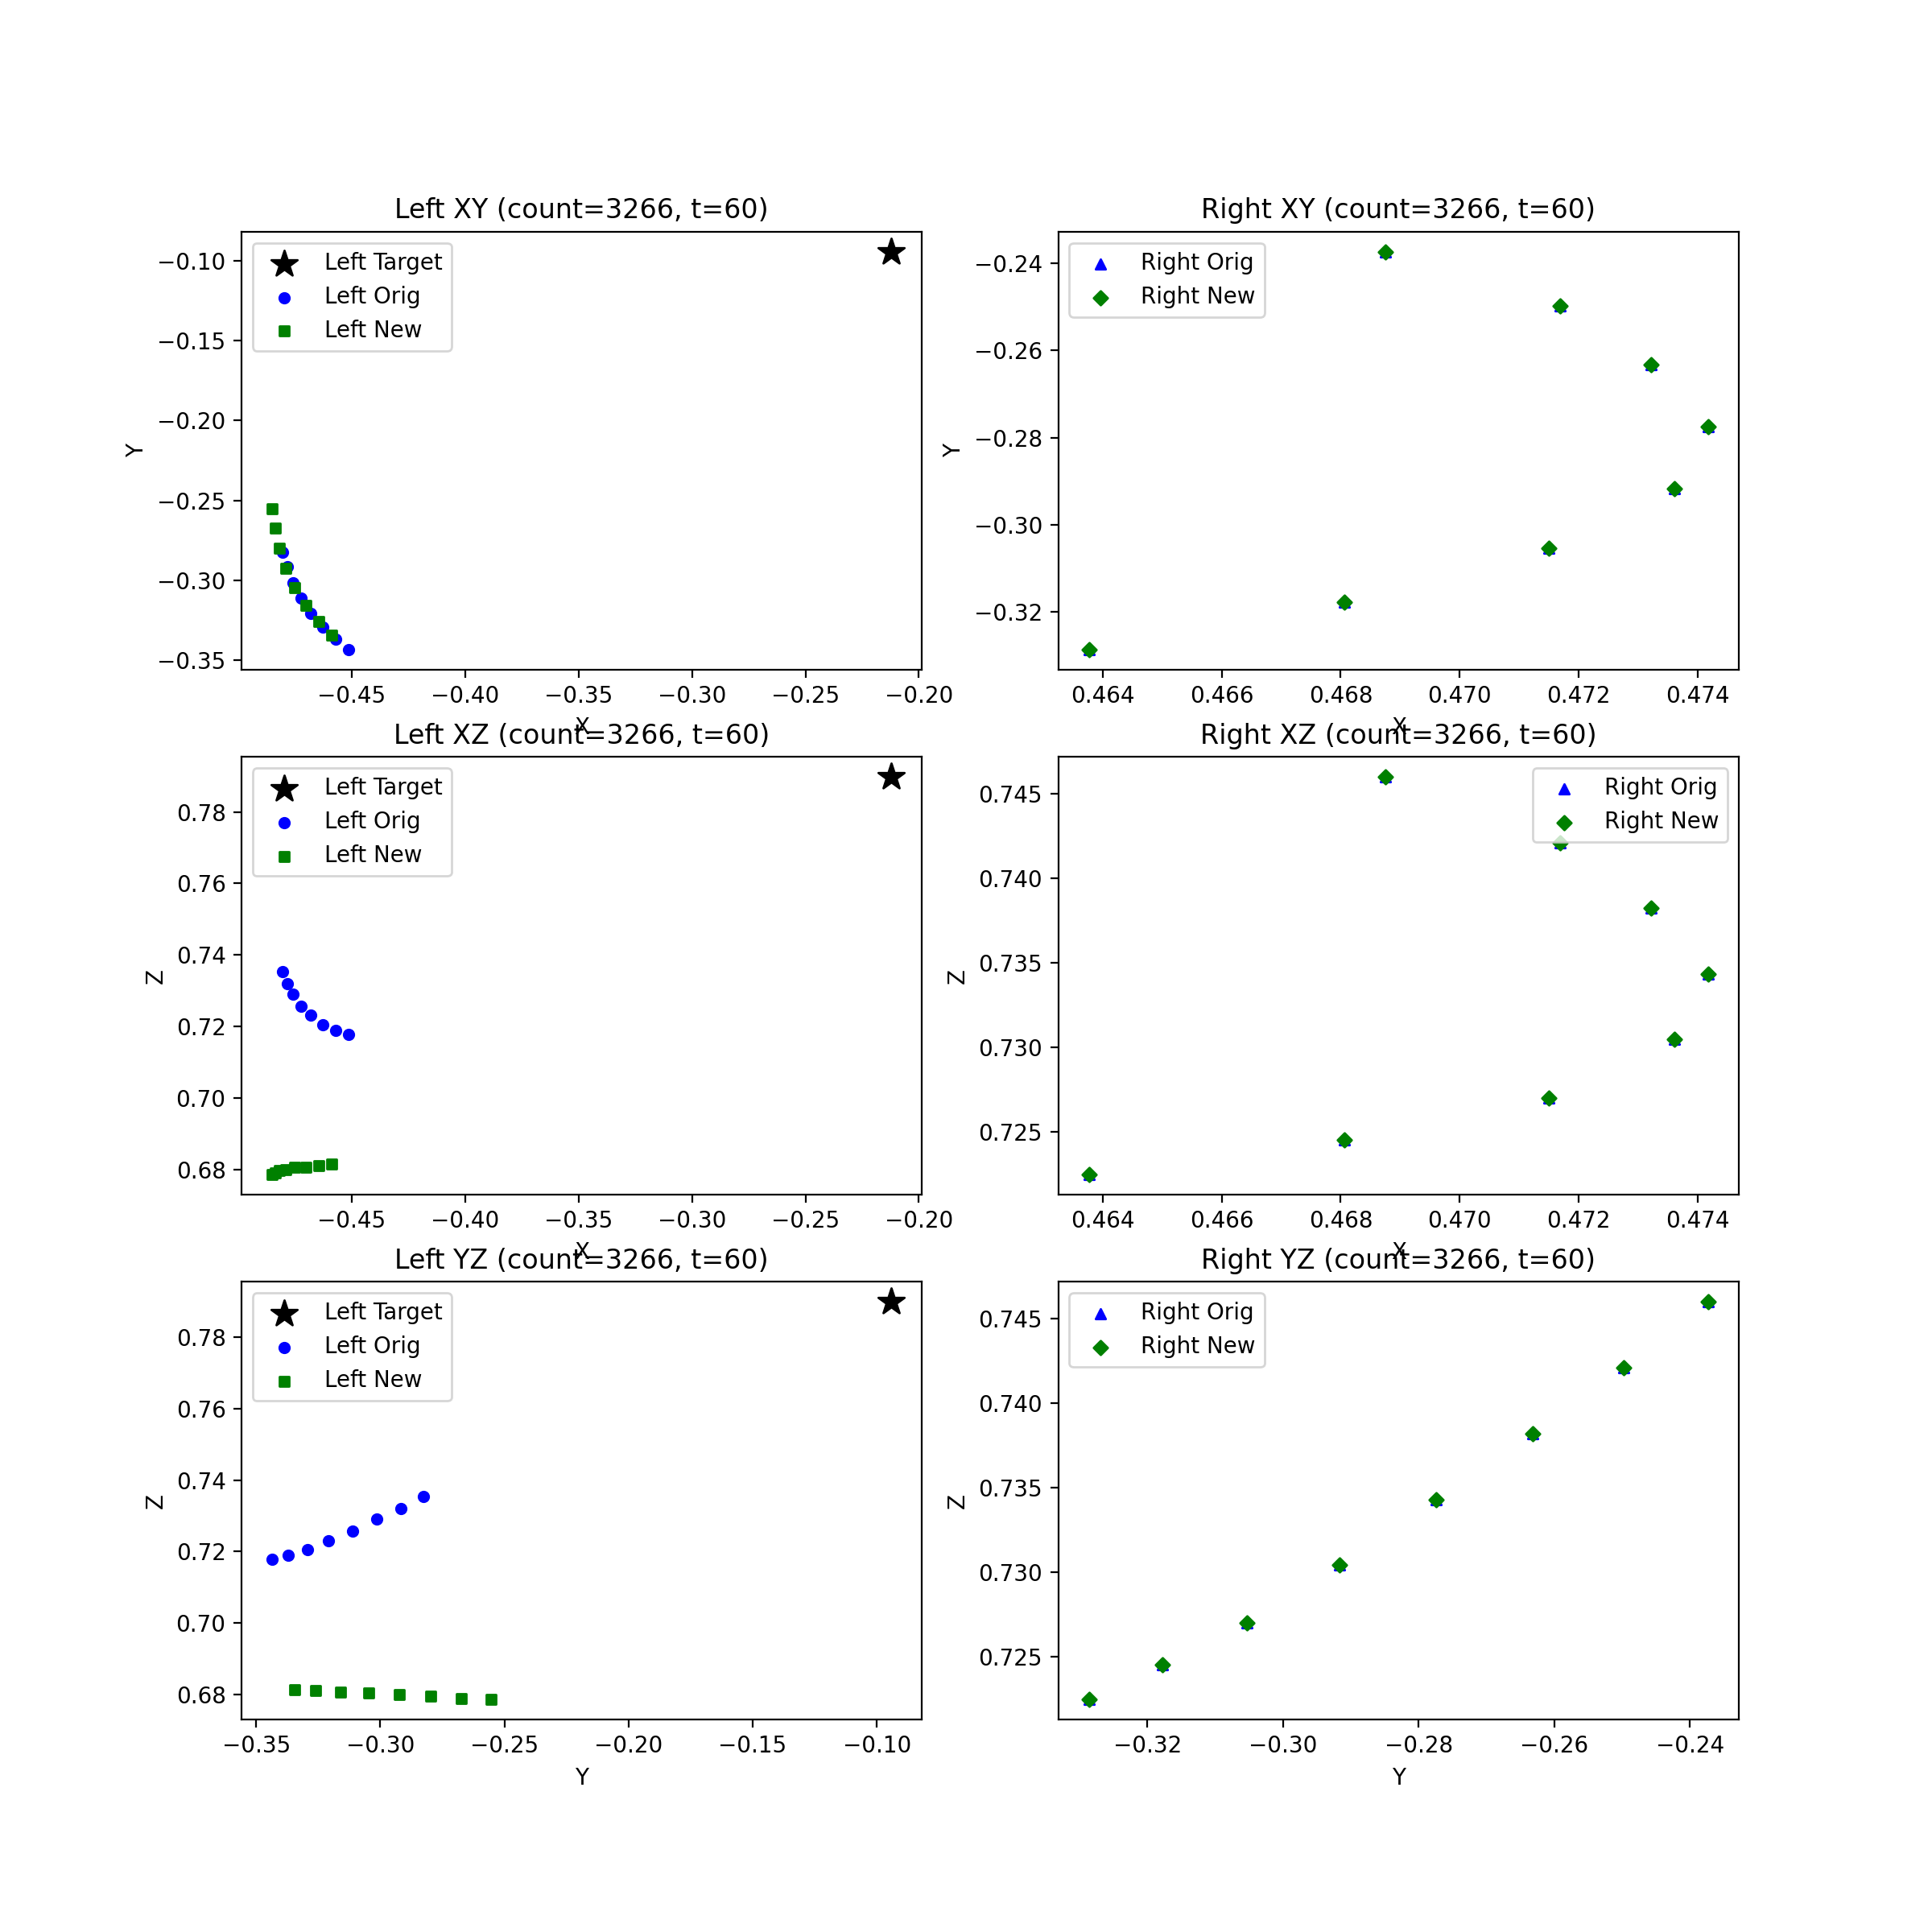 Left XY (count=3266, t=60)
Left Target
Left Orig
Left New
−0.10
−0.15
−0.20
−0.25
−0.30
−0.35
Y
−0.45
−0.40
−0.35
−0.30
−0.25
−0.20
X
Right XY (count=3266, t=60)
Right Orig
Right New
−0.24
−0.26
−0.28
−0.30
−0.32
Y
0.464
0.466
0.468
0.470
0.472
0.474
X
Left XZ (count=3266, t=60)
Left Target
Left Orig
Left New
0.78
0.76
0.74
0.72
0.70
0.68
Z
−0.45
−0.40
−0.35
−0.30
−0.25
−0.20
X
Right XZ (count=3266, t=60)
Right Orig
Right New
0.745
0.740
0.735
0.730
0.725
Z
0.464
0.466
0.468
0.470
0.472
0.474
X
Left YZ (count=3266, t=60)
Left Target
Left Orig
Left New
0.78
0.76
0.74
0.72
0.70
0.68
Z
−0.35
−0.30
−0.25
−0.20
−0.15
−0.10
Y
Right YZ (count=3266, t=60)
Right Orig
Right New
0.745
0.740
0.735
0.730
0.725
Z
−0.32
−0.30
−0.28
−0.26
−0.24
Y